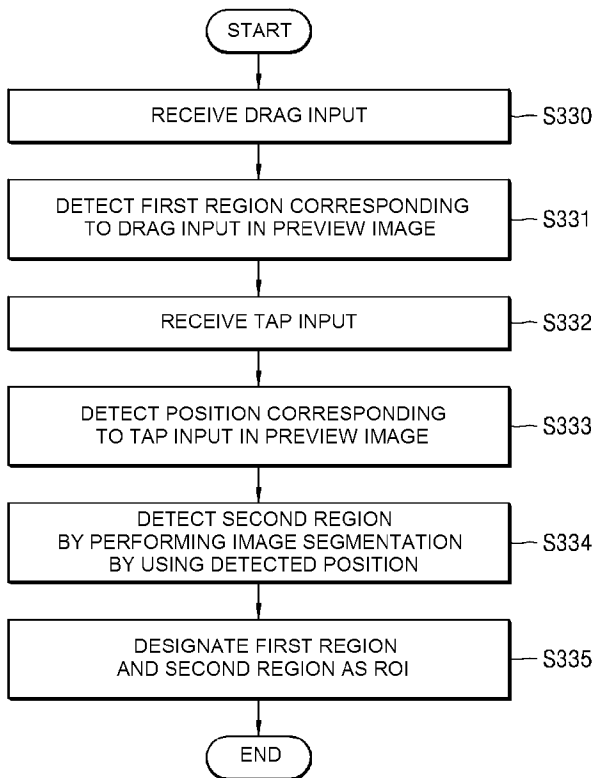 START
RECEIVE DRAG INPUT
S330
DETECT FIRST REGION CORRESPONDING
TO DRAG INPUT IN PREVIEW IMAGE
S331
RECEIVE TAP INPUT
S332
DETECT POSITION CORRESPONDING
TO TAP INPUT IN PREVIEW IMAGE
S333
DETECT SECOND REGION
BY PERFORMING IMAGE SEGMENTATION
BY USING DETECTED POSITION
S334
DESIGNATE FIRST REGION
AND SECOND REGION AS ROI
S335
END